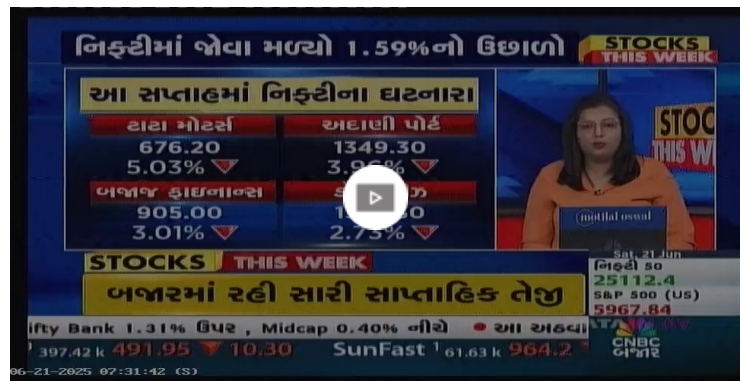 નિફ્ટીમાં જોવા મળ્યો 1.59%નો ઉછાળો
STOCKS
THIS WEEK
આ સપ્તાહમાં નિફ્ટીના ઘટનારા
ટાટા મોટર્સ
676.20
5.03%
અદાણી પોર્ટ
1349.30
3.96%
બજાજ ફાઇનાન્સ
905.00
3.01%
2.73%
STOC
THIS W
motilal oswal
STOCKS THIS WEEK
બજારમાં રહી સારી સાપ્તાહિક તેજી
Sat, 21 Jun
નિફ્ટી 50
25112.4
S&P 500 (US)
5967.84
ifty Bank 1.31% ઉપર , Midcap 0.40% નીચે • આ અઠવા
397.42 k 491.95 10.30 SunFast 61.63 k 964.2
CNBC
બજાર
06-21-2025 07:31:42 (S)